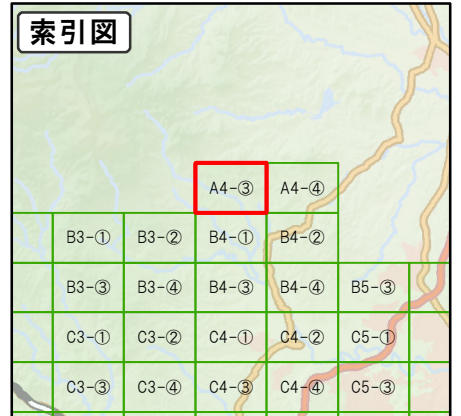 索引図
A4-③ A4-④
B3-① B3-② B4-① B4-②
B3-③ B3-④ B4-③ B4-④ B5-③
C3-① C3-② C4-① C4-② C5-①
C3-③ C3-④ C4-③ C4-④ C5-③